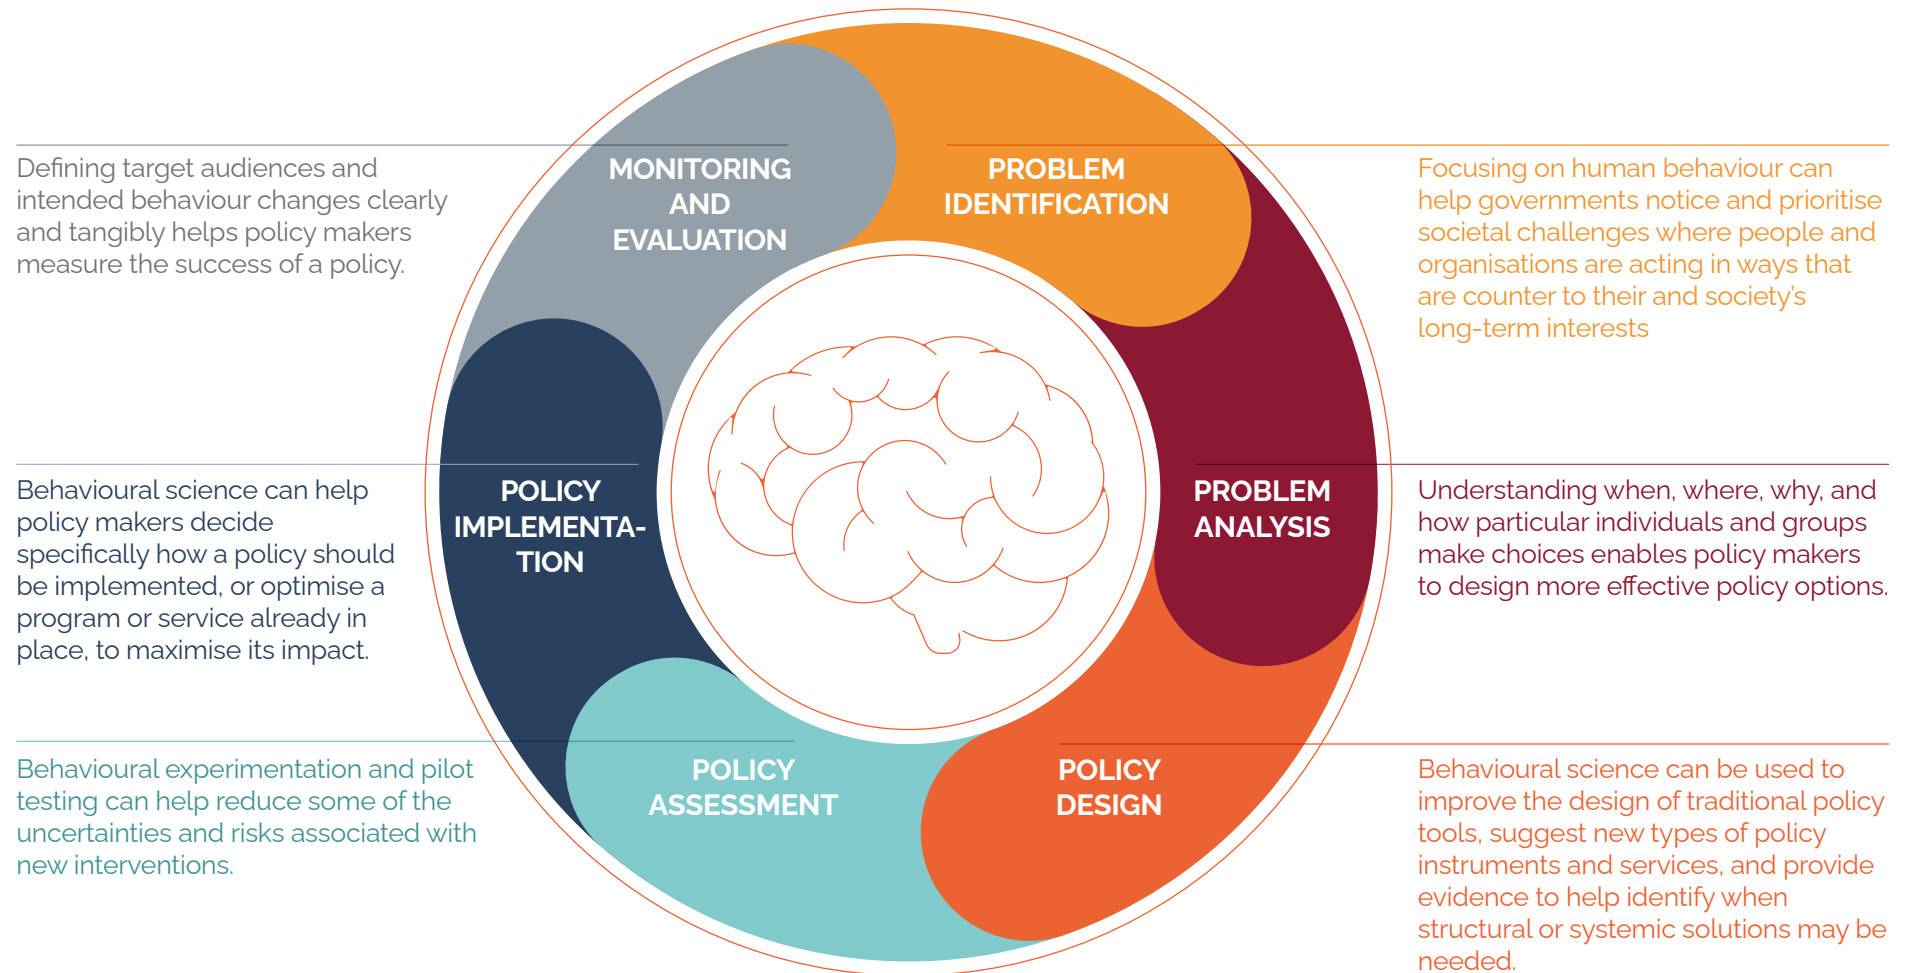 PROBLEM
IDENTIFICATION
Focusing on human behaviour can
help governments notice and prioritise
societal challenges where people and
organisations are acting in ways that
are counter to their and society's
long-term interests
PROBLEM
ANALYSIS
Understanding when, where, why, and
how particular individuals and groups
make choices enables policy makers
to design more effective policy options.
POLICY
DESIGN
Behavioural science can be used to
improve the design of traditional policy
tools, suggest new types of policy
instruments and services, and provide
evidence to help identify when
structural or systemic solutions may be
needed.
POLICY
ASSESSMENT
Behavioural experimentation and pilot
testing can help reduce some of the
uncertainties and risks associated with
new interventions.
POLICY
IMPLEMENTA-
TION
Behavioural science can help
policy makers decide
specifically how a policy should
be implemented, or optimise a
program or service already in
place, to maximise its impact.
MONITORING
AND
EVALUATION
Defining target audiences and
intended behaviour changes clearly
and tangibly helps policy makers
measure the success of a policy.